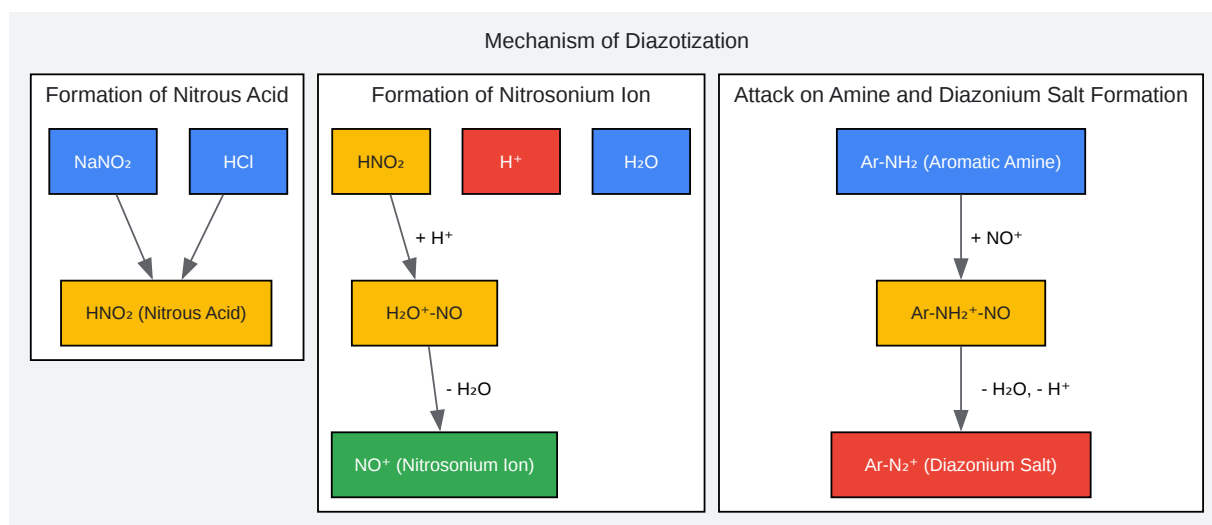 Mechanism of Diazotization
Formation of Nitrous Acid
NaNO₂
HCl
HNO₂ (Nitrous Acid)
Formation of Nitrosonium Ion
HNO₂
H⁺
H₂O
+ H⁺
H₂O⁺-NO
- H₂O
NO⁺ (Nitrosonium Ion)
Attack on Amine and Diazonium Salt Formation
Ar-NH₂ (Aromatic Amine)
+ NO⁺
Ar-NH₂⁺-NO
- H₂O, - H⁺
Ar-N₂⁺ (Diazonium Salt)